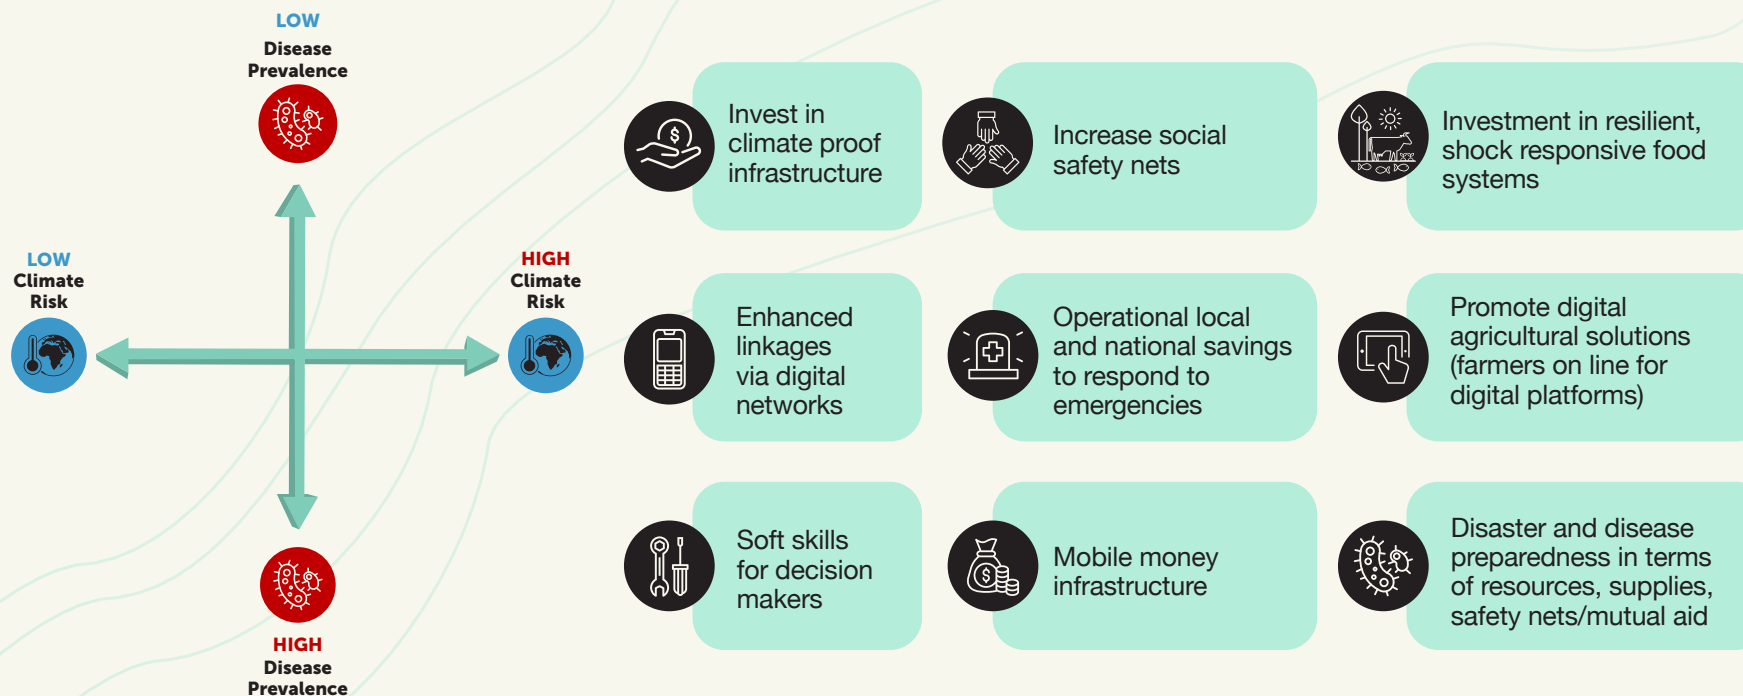 LOW
Disease
Prevalence
LOW
Climate
Risk
HIGH
Climate
Risk
HIGH
Disease
Prevalence
Invest in
climate proof
infrastructure
Increase social
safety nets
Investment in resilient,
shock responsive food
systems
Enhanced
linkages
via digital
networks
Operational local
and national savings
to respond to
emergencies
Promote digital
agricultural solutions
(farmers on line for
digital platforms)
Soft skills
for decision
makers
Mobile money
infrastructure
Disaster and disease
preparedness in terms
of resources, supplies,
safety nets/mutual aid